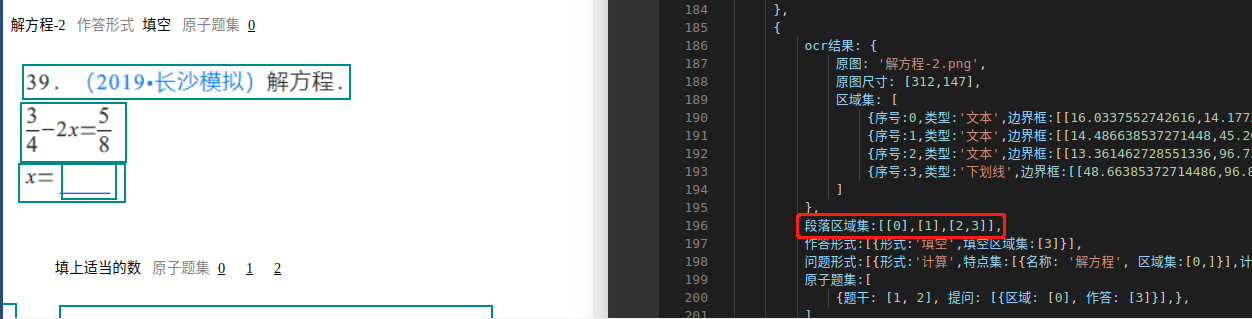 解方程-2 作答形式 填空 原子题集 0
39. （2019•长沙模拟）解方程.
3/4-2x=5/8
x=
填上适当的数 原子题集 0 1 2
184 },
185 {
186 ocr结果: {
187 原图: '解方程-2.png',
188 原图尺寸: [312,147],
189 区域集: [
190 {序号:0,类型:'文本',边界框:[[16.0337552742616,14.177
191 {序号:1,类型:'文本',边界框:[[14.486638537271448,45.20
192 {序号:2,类型:'文本',边界框:[[13.361462728551336,96.7
193 {序号:3,类型:'下划线',边界框:[[48.66385372714486,96.8
194 ]
195 },
196 段落区域集:[[0],[1],[2,3]],
197 作答形式:[{形式:'填空',填空区域集:[3]}],
198 问题形式:[{形式:'计算',特点集:[{名称: '解方程', 区域集:[0,]}],计
199 原子题集:[
200 {题干: [1, 2], 提问: [{区域: [0], 作答: [3]}],},
201 ]